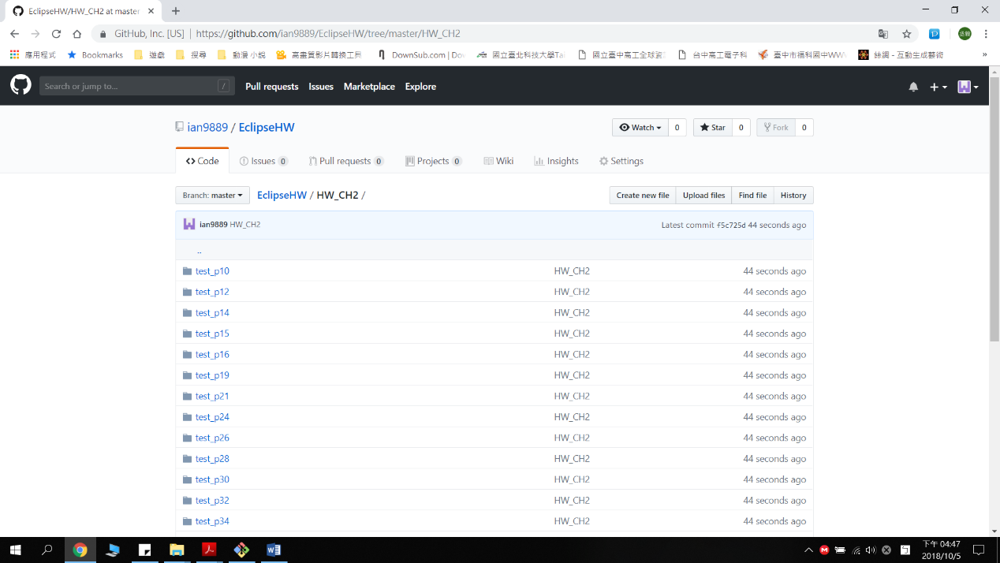 EclipseHW/HW_CH2 at master
GitHub, Inc. [US] | https://github.com/ian9889/EclipseHW/tree/master/HW_CH2
應用程式 Bookmarks 遊戲 搜尋 動漫 小說 高畫質影片轉換工具 DownSub.com | Dow 國立臺北科技大學Tai 國立臺中高工全球資 台中高工電子科 臺中市福科國中WWW 絲綢 - 互動生成藝術 »
Search or jump to... / Pull requests Issues Marketplace Explore
ian9889 / EclipseHW Watch 0 Star 0 Fork 0
Code Issues 0 Pull requests 0 Projects 0 Wiki Insights Settings
Branch: master EclipseHW / HW_CH2 / Create new file Upload files Find file History
ian9889 HW_CH2 Latest commit f5c725d 44 seconds ago
..
test_p10 HW_CH2 44 seconds ago
test_p12 HW_CH2 44 seconds ago
test_p14 HW_CH2 44 seconds ago
test_p15 HW_CH2 44 seconds ago
test_p16 HW_CH2 44 seconds ago
test_p19 HW_CH2 44 seconds ago
test_p21 HW_CH2 44 seconds ago
test_p24 HW_CH2 44 seconds ago
test_p26 HW_CH2 44 seconds ago
test_p28 HW_CH2 44 seconds ago
test_p30 HW_CH2 44 seconds ago
test_p32 HW_CH2 44 seconds ago
test_p34 HW_CH2 44 seconds ago
下午 04:47
2018/10/5